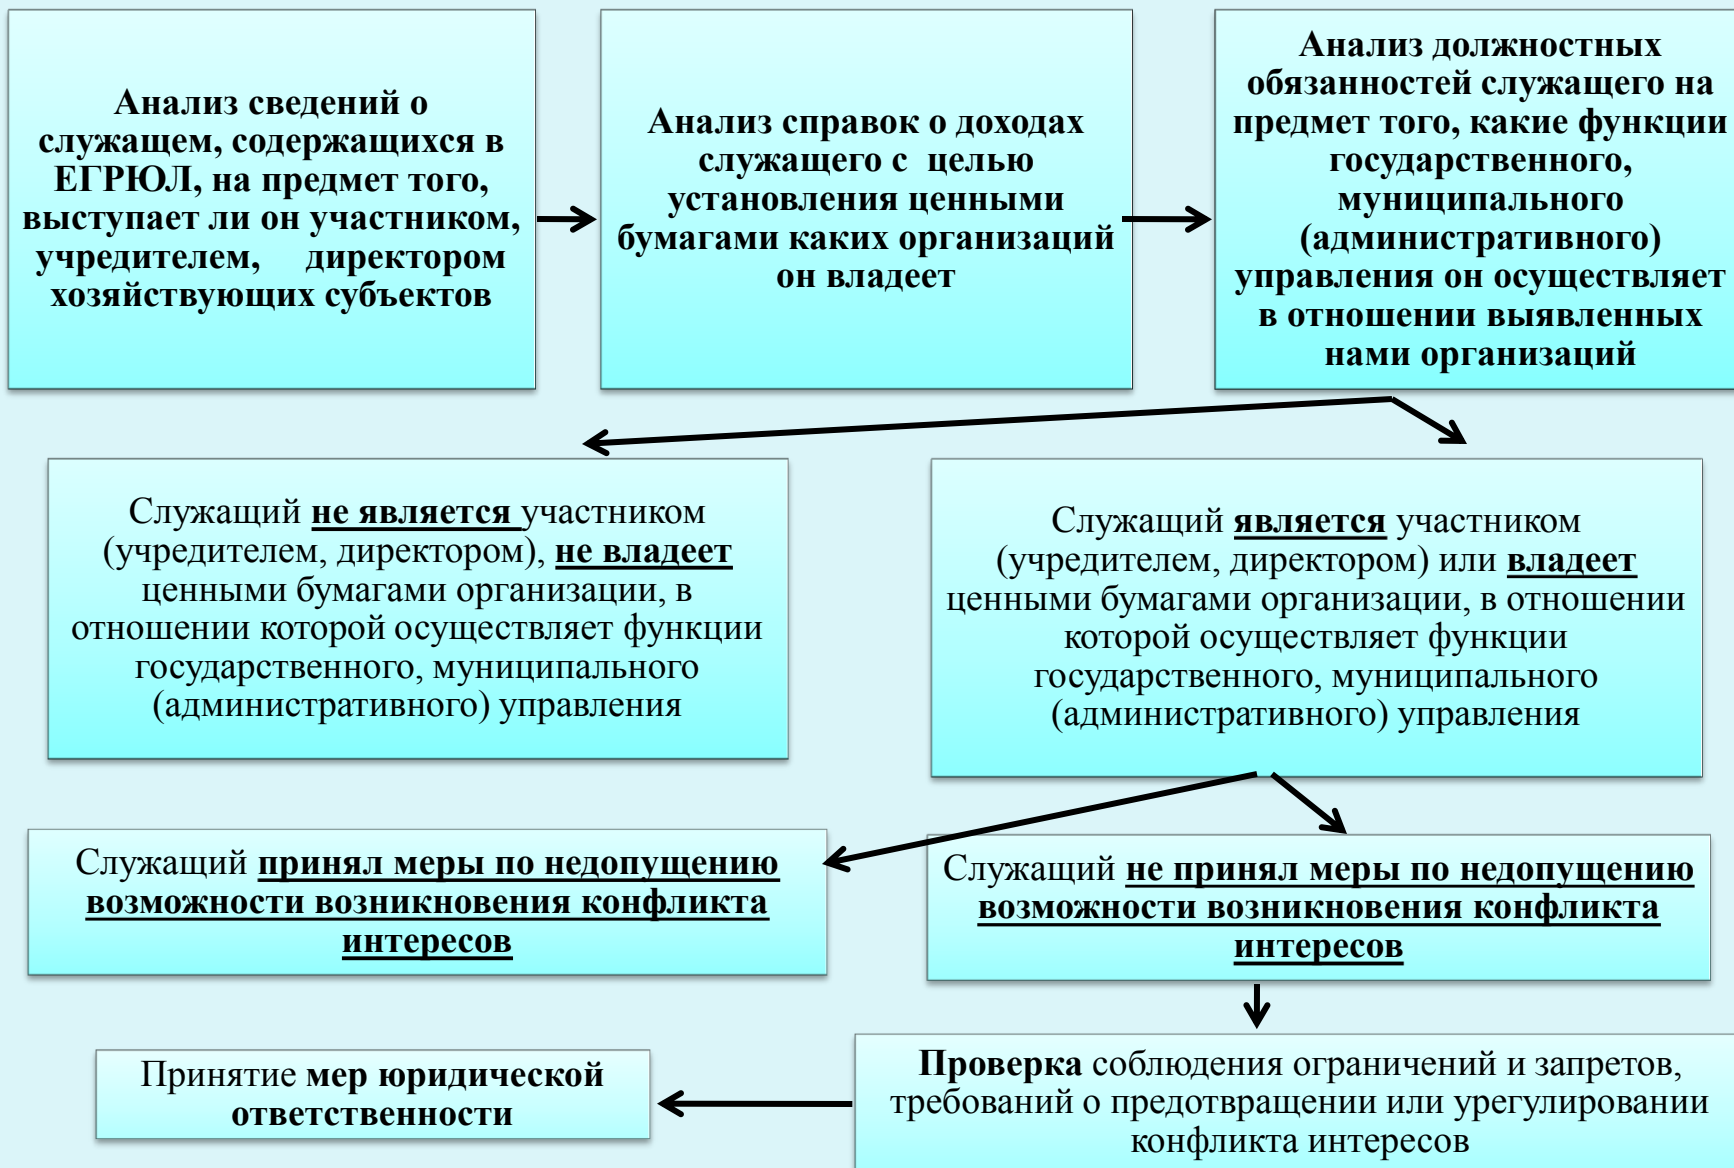 Анализ сведений о
служащем, содержащихся в
ЕГРЮЛ, на предмет того,
выступает ли он участником,
учредителем, директором
хозяйствующих субъектов
Анализ справок о доходах
служащего с целью
установления ценными
бумагами каких организаций
он владеет
Анализ должностных
обязанностей служащего на
предмет того, какие функции
государственного,
муниципального
(административного)
управления он осуществляет
в отношении выявленных
нами организаций
Служащий не является участником
(учредителем, директором), не владеет
ценными бумагами организации, в
отношении которой осуществляет функции
государственного, муниципального
(административного) управления
Служащий является участником
(учредителем, директором) или владеет
ценными бумагами организации, в отношении
которой осуществляет функции
государственного, муниципального
(административного) управления
Служащий принял меры по недопущению
возможности возникновения конфликта
интересов
Служащий не принял меры по недопущению
возможности возникновения конфликта
интересов
Принятие мер юридической
ответственности
Проверка соблюдения ограничений и запретов,
требований о предотвращении или урегулировании
конфликта интересов